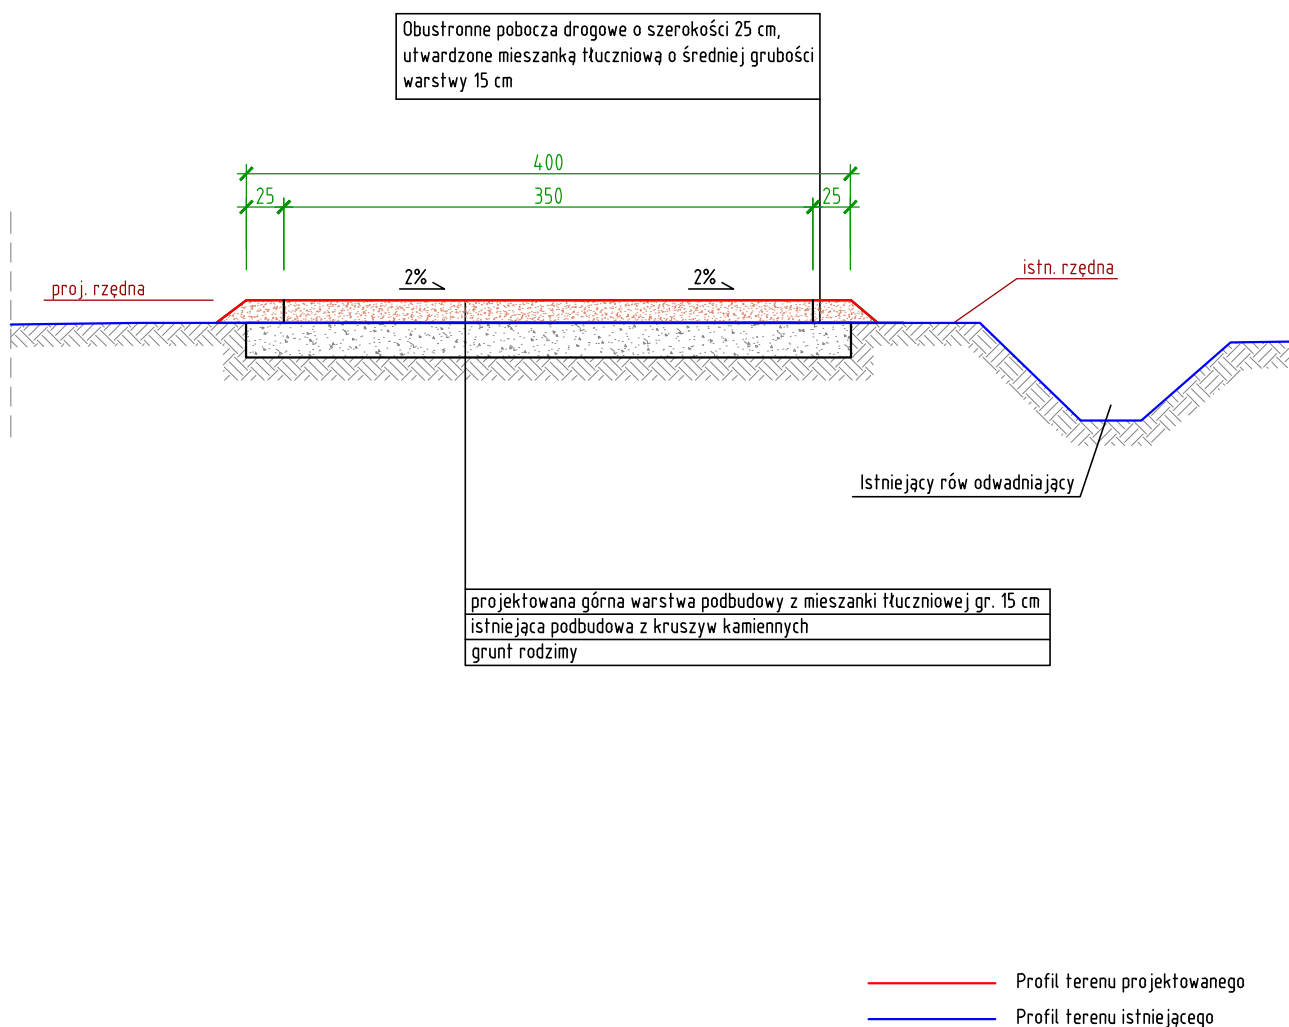 Obustronne pobocza drogowe o szerokości 25 cm,
utwardzone mieszanką tłuczniową o średniej grubości
warstwy 15 cm
400
25
350
25
2%
2%
proj. rzędna
istn. rzędna
Istniejący rów odwadniający
projektowana górna warstwa podbudowy z mieszanki tłuczniowej gr. 15 cm
istniejąca podbudowa z kruszyw kamiennych
grunt rodzimy
Profil terenu projektowanego
Profil terenu istniejącego